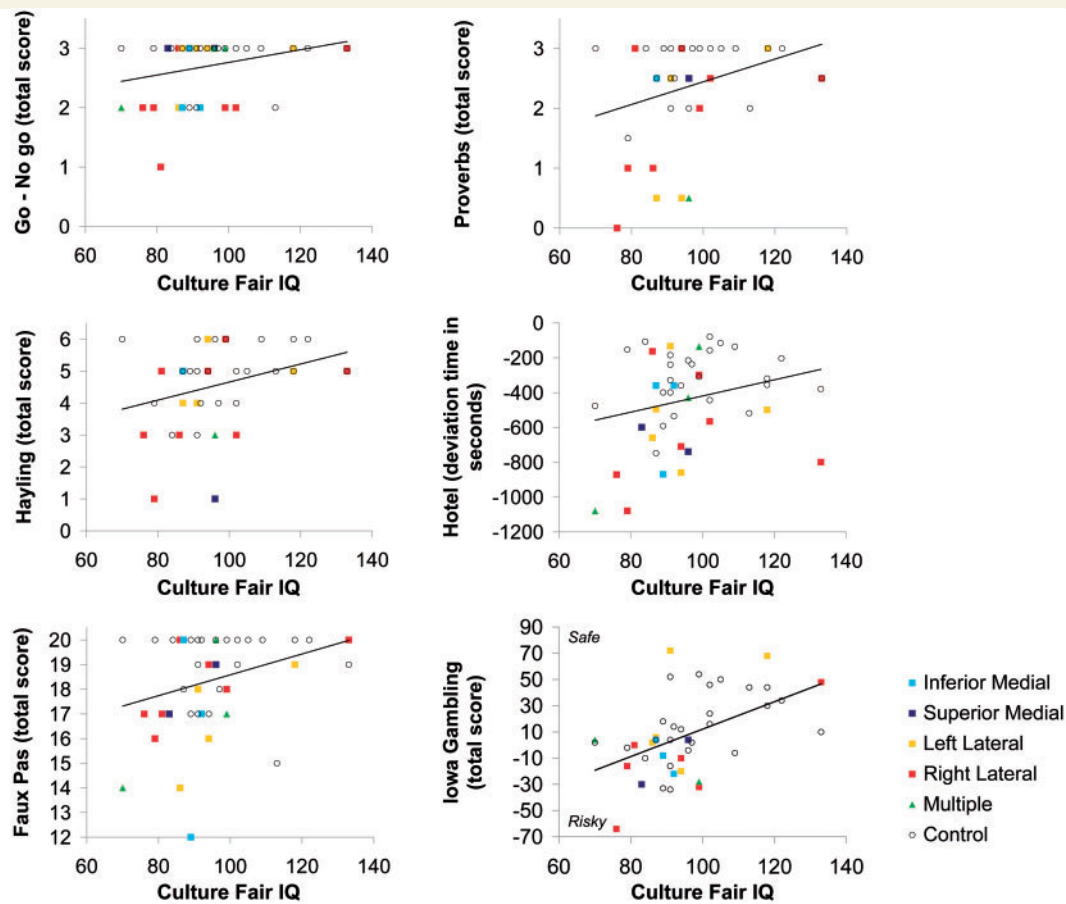 Go - No go (total score)
3
2
1
0
60 80 100 120 140
Culture Fair IQ
Proverbs (total score)
3
2
1
0
60 80 100 120 140
Culture Fair IQ
Hayling (total score)
6
5
4
3
2
1
0
60 80 100 120 140
Culture Fair IQ
Hotel (deviation time in
seconds)
0
-200
-400
-600
-800
-1000
-1200
60 80 100 120 140
Culture Fair IQ
Faux Pas (total score)
20
19
18
17
16
15
14
13
12
60 80 100 120 140
Culture Fair IQ
Iowa Gambling
(total score)
90
70
50
30
10
-10
-30
-50
-70
Safe
Risky
60 80 100 120 140
Culture Fair IQ
Inferior Medial
Superior Medial
Left Lateral
Right Lateral
Multiple
Control